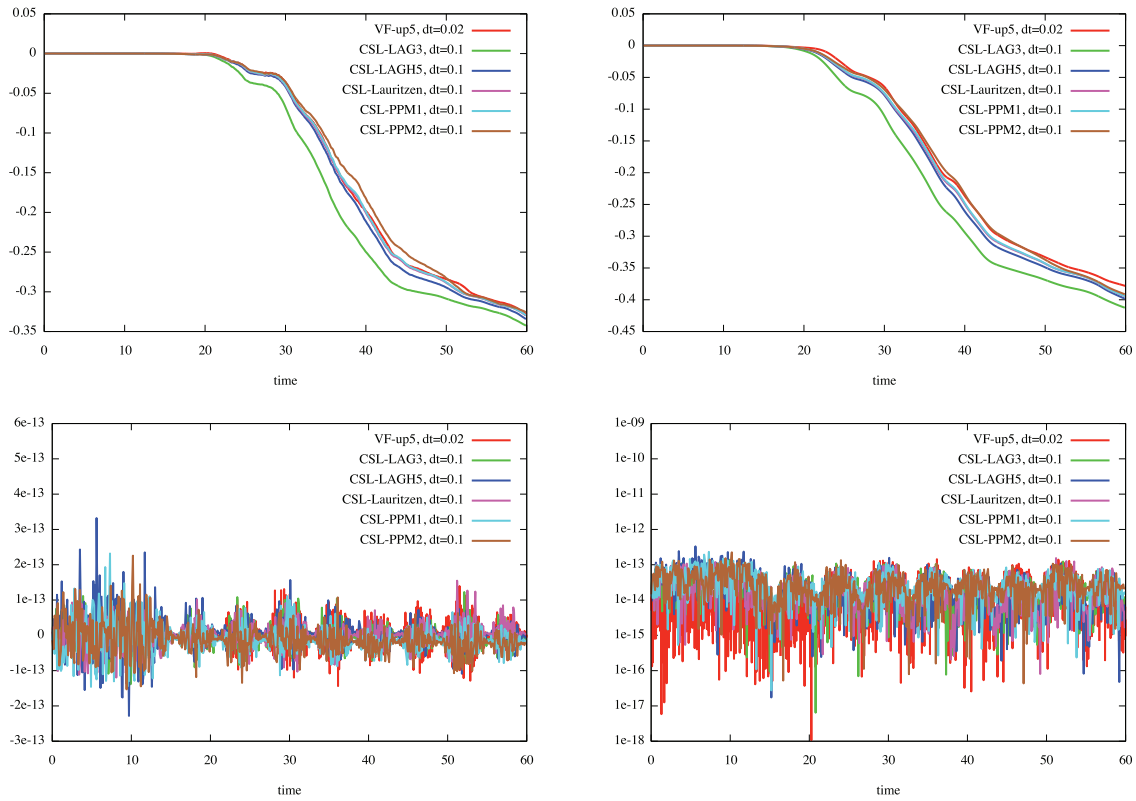 0.05
0
-0.05
-0.1
-0.15
-0.2
-0.25
-0.3
-0.35
0 10 20 30 40 50 60
time
VF-up5, dt=0.02
CSL-LAG3, dt=0.1
CSL-LAGH5, dt=0.1
CSL-Lauritzen, dt=0.1
CSL-PPM1, dt=0.1
CSL-PPM2, dt=0.1
0.05
0
-0.05
-0.1
-0.15
-0.2
-0.25
-0.3
-0.35
-0.4
-0.45
0 10 20 30 40 50 60
time
VF-up5, dt=0.02
CSL-LAG3, dt=0.1
CSL-LAGH5, dt=0.1
CSL-Lauritzen, dt=0.1
CSL-PPM1, dt=0.1
CSL-PPM2, dt=0.1
6e-13
5e-13
4e-13
3e-13
2e-13
1e-13
0
-1e-13
-2e-13
-3e-13
0 10 20 30 40 50 60
time
VF-up5, dt=0.02
CSL-LAG3, dt=0.1
CSL-LAGH5, dt=0.1
CSL-Lauritzen, dt=0.1
CSL-PPM1, dt=0.1
CSL-PPM2, dt=0.1
1e-09
1e-10
1e-11
1e-12
1e-13
1e-14
1e-15
1e-16
1e-17
1e-18
0 10 20 30 40 50 60
time
VF-up5, dt=0.02
CSL-LAG3, dt=0.1
CSL-LAGH5, dt=0.1
CSL-Lauritzen, dt=0.1
CSL-PPM1, dt=0.1
CSL-PPM2, dt=0.1